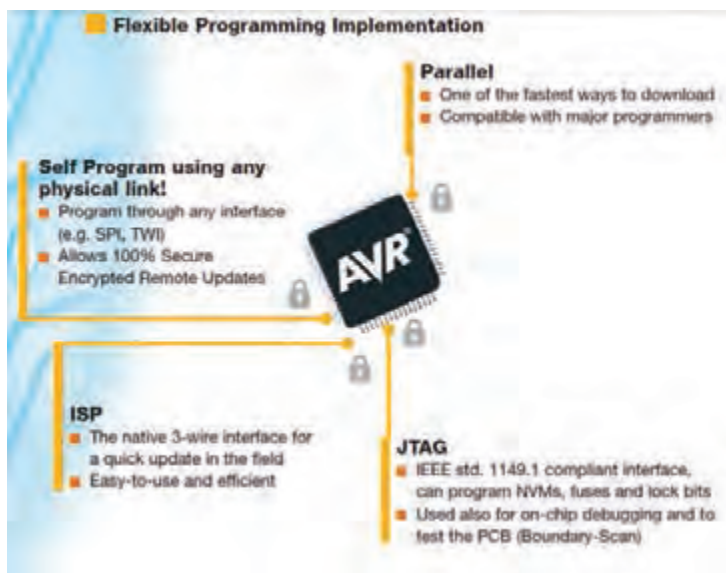 Flexible Programming Implementation
Parallel
One of the fastest ways to download
Compatible with major programmers
Self Program using any
physical link!
Program through any interface
(e.g. SPI, TWI)
Allows 100% Secure
Encrypted Remote Updates
AVR®
ISP
The native 3-wire interface for
a quick update in the field
Easy-to-use and efficient
JTAG
IEEE std. 1149.1 compliant interface,
can program NVMs, fuses and lock bits
Used also for on-chip debugging and to
test the PCB (Boundary-Scan)